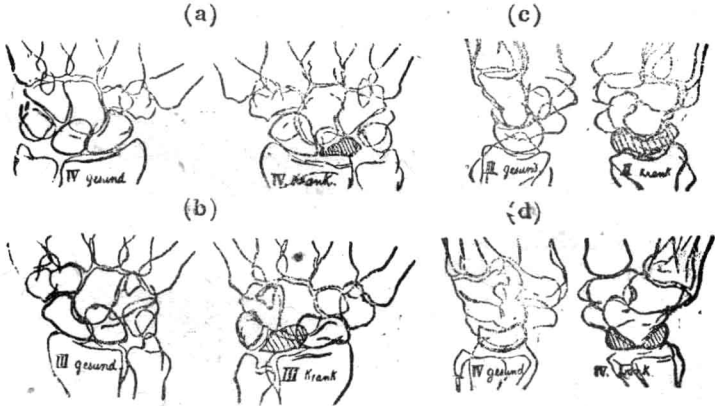 (a)
(c)
IV gesund
IV Krank.
II gesund
II Krank
(b)
(d)
III gesund
III Krank
IV gesund
IV. Krank.